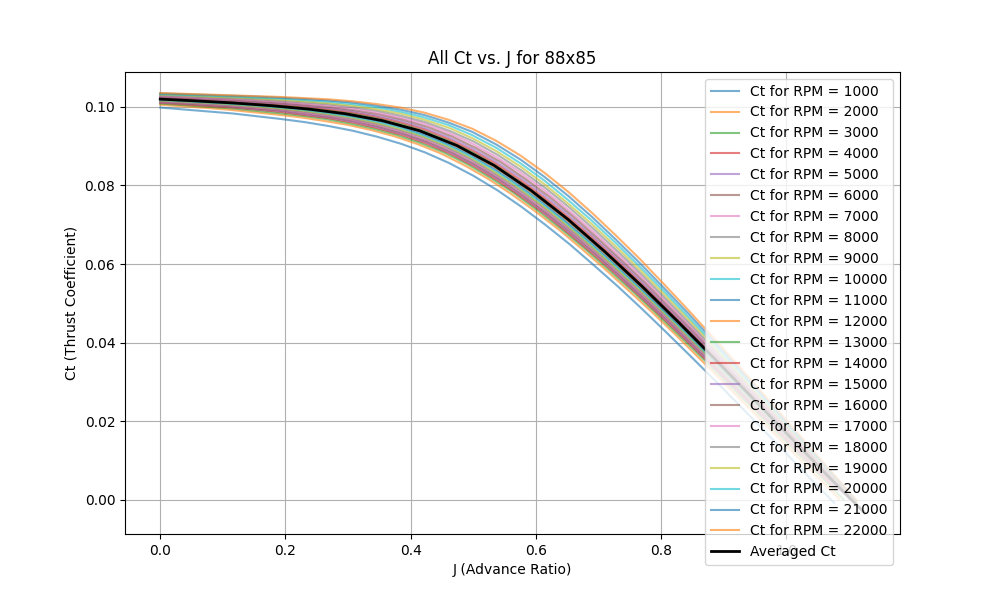 All Ct vs. J for 88x85
Ct (Thrust Coefficient)
0.10
0.08
0.06
0.04
0.02
0.00
0.0 0.2 0.4 0.6 0.8 1.0
J (Advance Ratio)
Ct for RPM = 1000
Ct for RPM = 2000
Ct for RPM = 3000
Ct for RPM = 4000
Ct for RPM = 5000
Ct for RPM = 6000
Ct for RPM = 7000
Ct for RPM = 8000
Ct for RPM = 9000
Ct for RPM = 10000
Ct for RPM = 11000
Ct for RPM = 12000
Ct for RPM = 13000
Ct for RPM = 14000
Ct for RPM = 15000
Ct for RPM = 16000
Ct for RPM = 17000
Ct for RPM = 18000
Ct for RPM = 19000
Ct for RPM = 20000
Ct for RPM = 21000
Ct for RPM = 22000
Averaged Ct